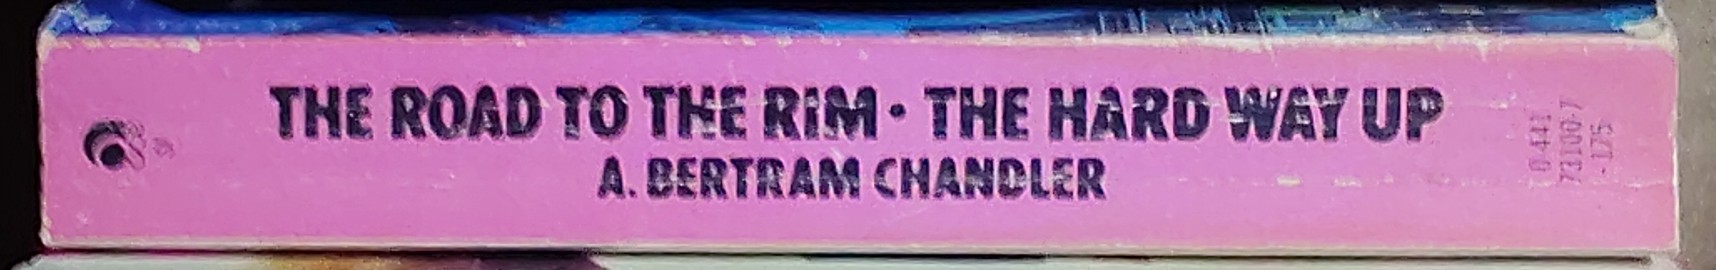 THE ROAD TO THE RIM · THE HARD WAY UP
A. BERTRAM CHANDLER
0-441
73100-7
-175